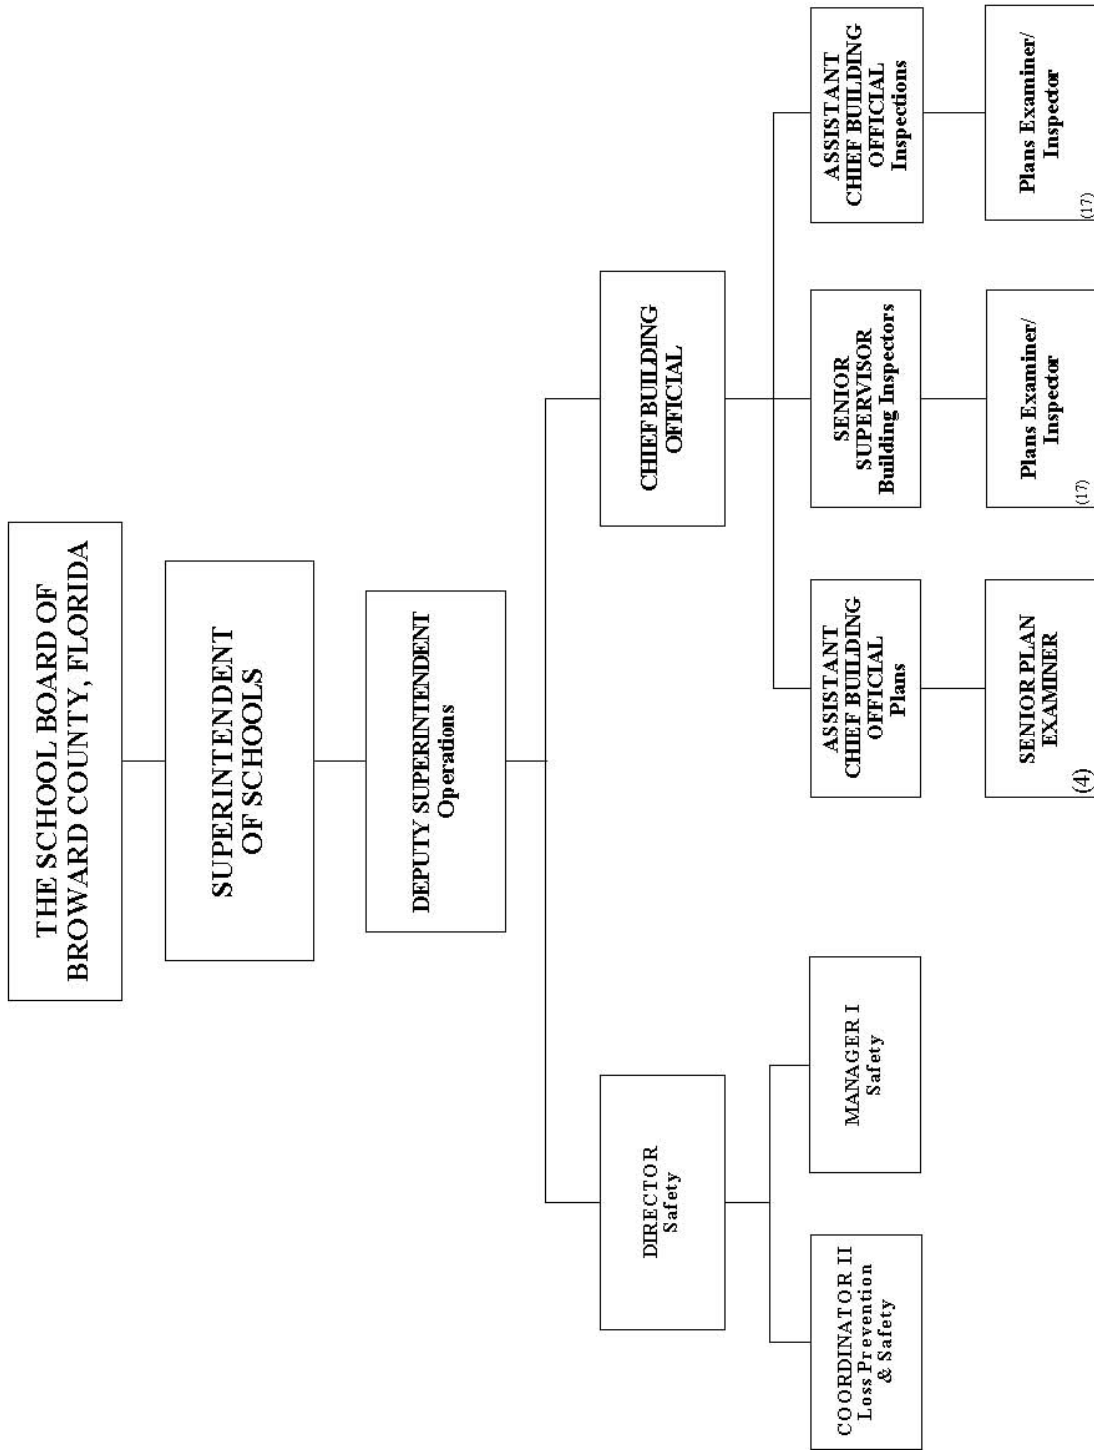 THE SCHOOL BOARD OF
BROWARD COUNTY, FLORIDA
SUPERINTENDENT
OF SCHOOLS
DEPUTY SUPERINTENDENT
Operations
DIRECTOR
Safety
CHIEF BUILDING
OFFICIAL
COORDINATOR II
Loss Prevention
& Safety
MANAGER I
Safety
ASSISTANT
CHIEF BUILDING
OFFICIAL
Plans
SENIOR
SUPERVISOR
Building Inspectors
ASSISTANT
CHIEF BUILDING
OFFICIAL
Inspections
SENIOR PLAN
EXAMINER
(4)
Plans Examiner/
Inspector
(17)
Plans Examiner/
Inspector
(17)